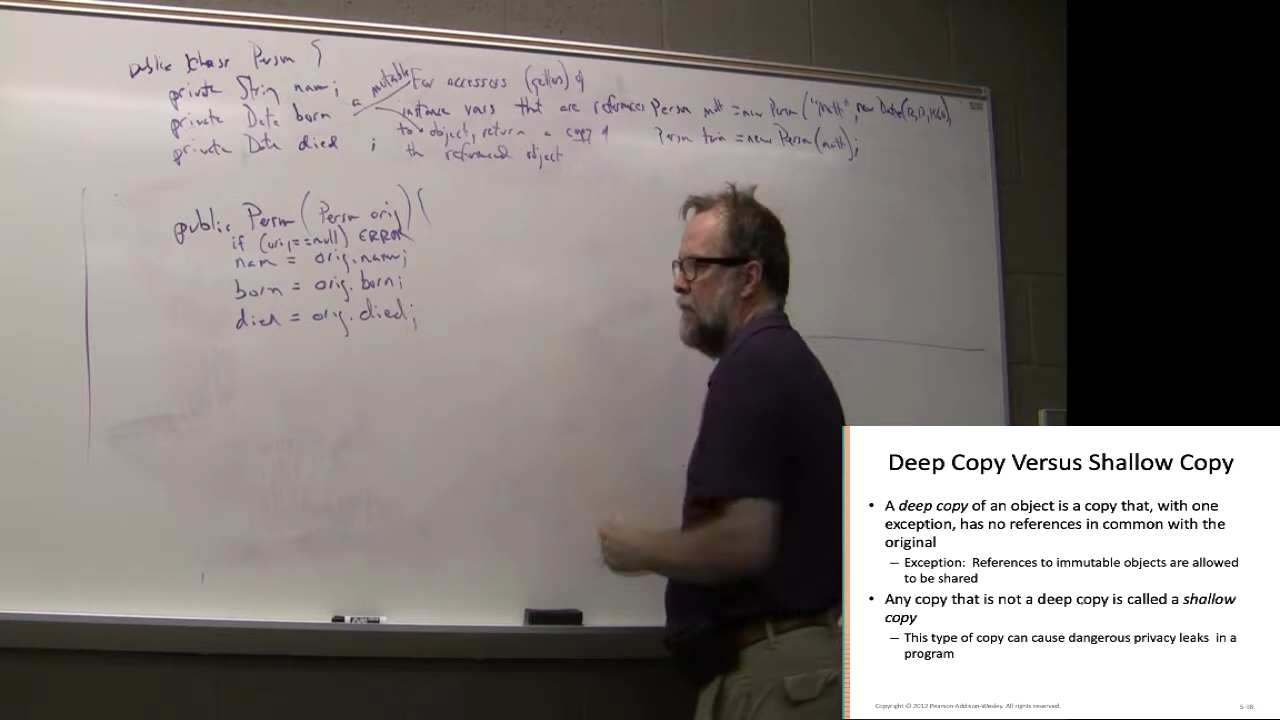 public class Person {
private String name;
private Date born
private Date died ;
a mutable
For accessors (getters) of
instance vars that are references
to object, return a copy of
the referenced object
Person matt = new Person("Matt", new Date(
Person twin = new Person(matt);
public Person(Person orig) {
if (orig == null) ERROR
nam = orig.name;
born = orig.born;
died = orig.died;
Deep Copy Versus Shallow Copy
• A deep copy of an object is a copy that, with one
exception, has no references in common with the
original
– Exception: References to immutable objects are allowed
to be shared
• Any copy that is not a deep copy is called a shallow
copy
– This type of copy can cause dangerous privacy leaks in a
program
Copyright © 2012 Pearson Addison-Wesley. All rights reserved.
5-98